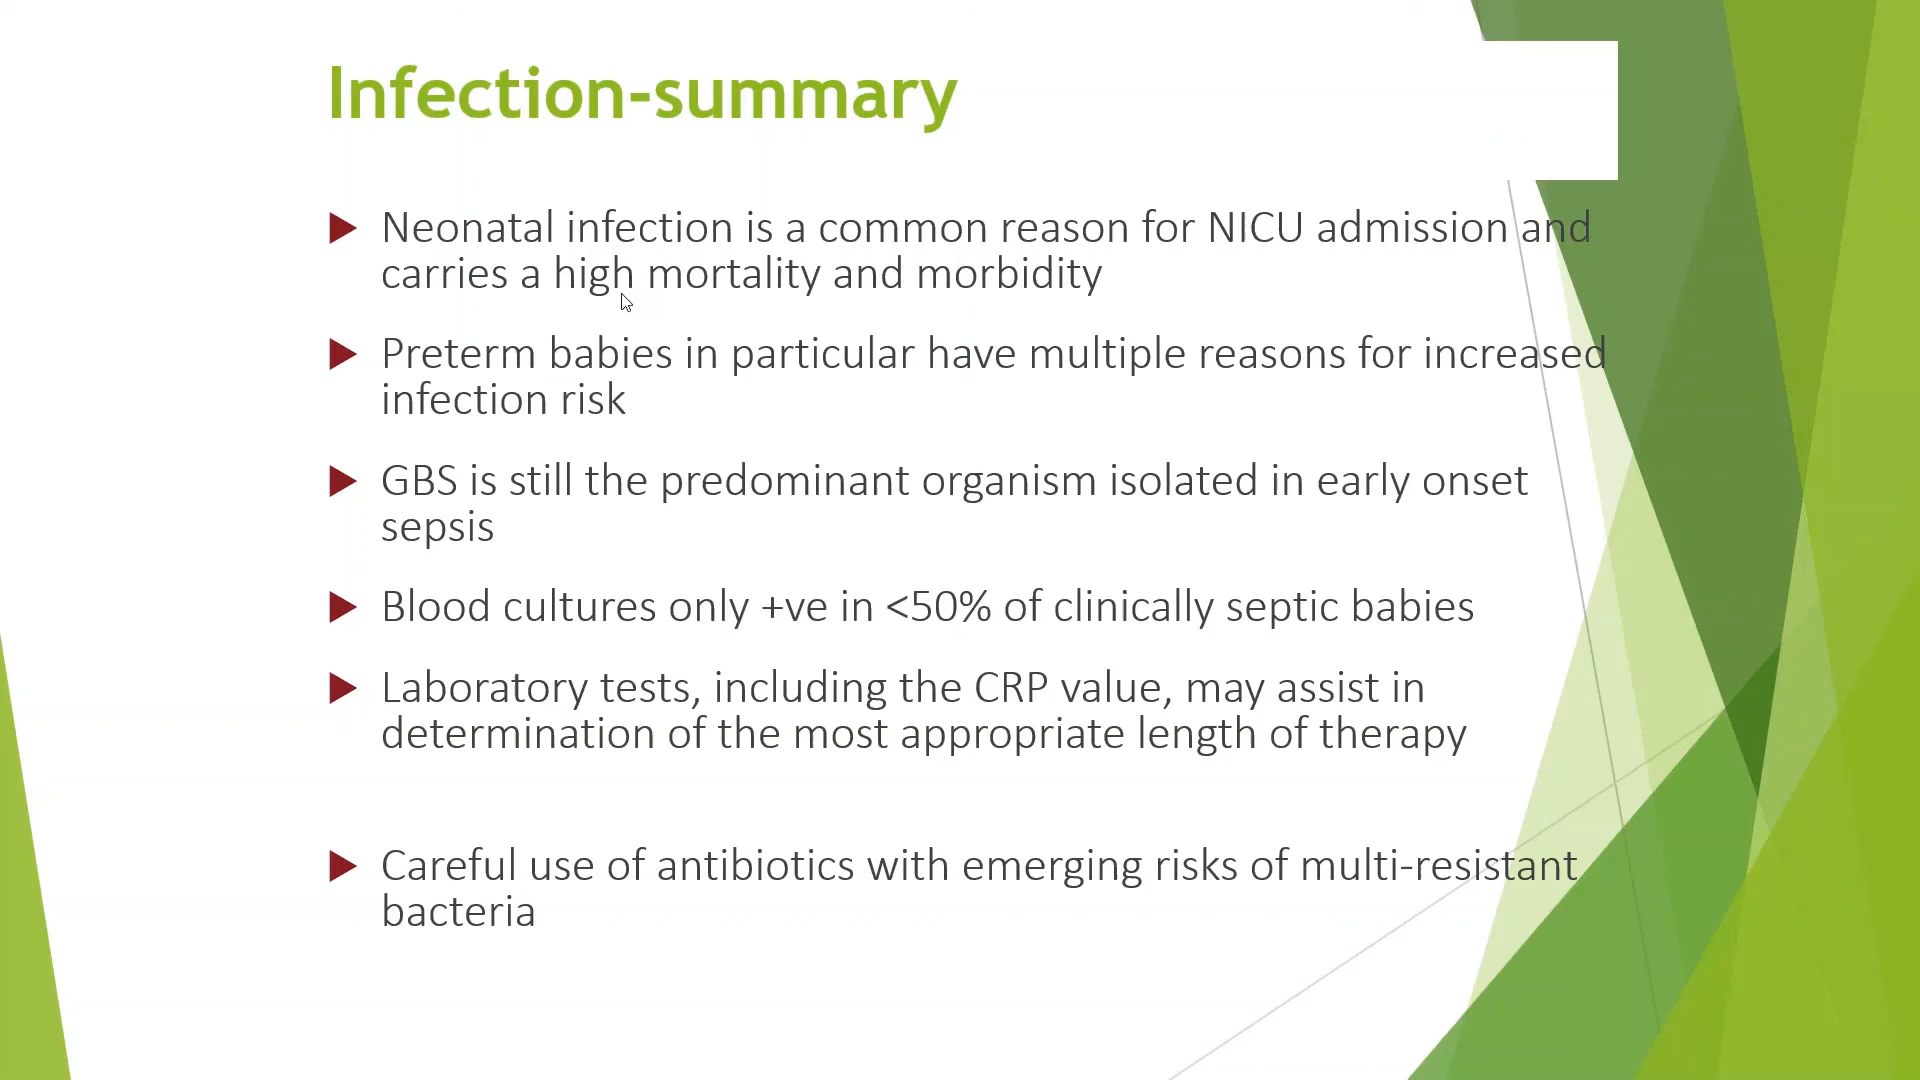 Infection-summary
Neonatal infection is a common reason for NICU admission and
carries a high mortality and morbidity
Preterm babies in particular have multiple reasons for increased
infection risk
GBS is still the predominant organism isolated in early onset
sepsis
Blood cultures only +ve in <50% of clinically septic babies
Laboratory tests, including the CRP value, may assist in
determination of the most appropriate length of therapy
Careful use of antibiotics with emerging risks of multi-resistant
bacteria